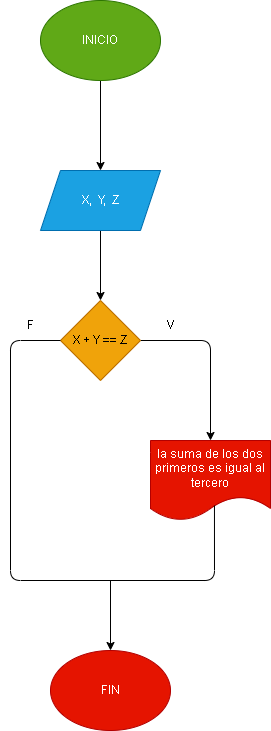 INICIO
X, Y, Z
F
V
X + Y == Z
la suma de los dos
primeros es igual al
tercero
FIN